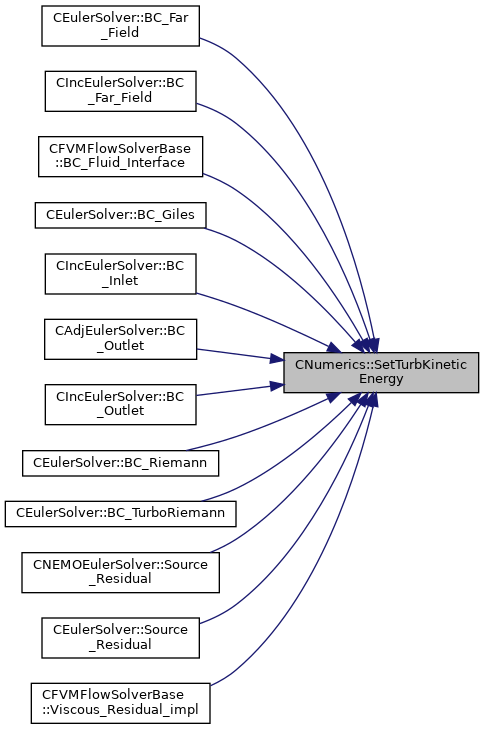 CEulerSolver::BC_Far
_Field
CIncEulerSolver::BC
_Far_Field
CFVMFlowSolverBase
::BC_Fluid_Interface
CEulerSolver::BC_Giles
CIncEulerSolver::BC
_Inlet
CAdjEulerSolver::BC
_Outlet
CNumerics::SetTurbKinetic
Energy
CIncEulerSolver::BC
_Outlet
CEulerSolver::BC_Riemann
CEulerSolver::BC_TurboRiemann
CNEMOEulerSolver::Source
_Residual
CEulerSolver::Source
_Residual
CFVMFlowSolverBase
::Viscous_Residual_impl